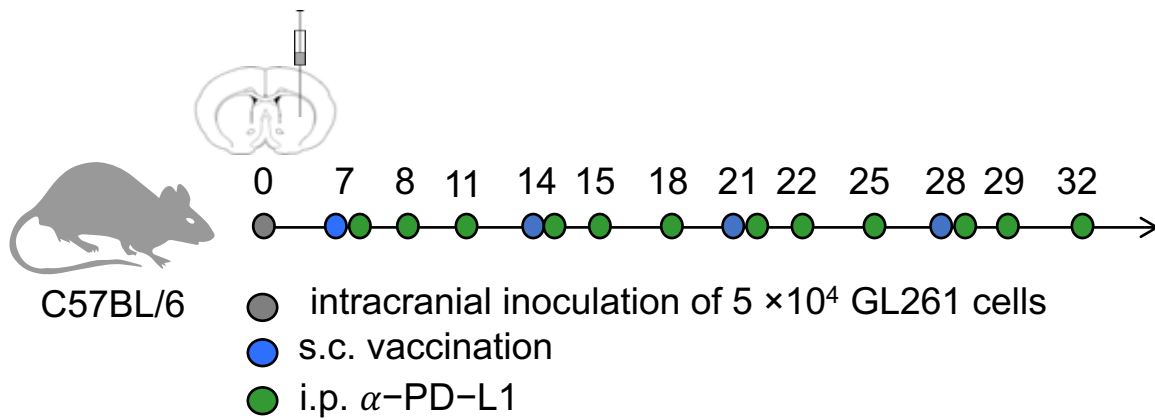 0 7 8 11 14 15 18 21 22 25 28 29 32
C57BL/6
intracranial inoculation of 5 ×10⁴ GL261 cells
s.c. vaccination
i.p. α−PD−L1